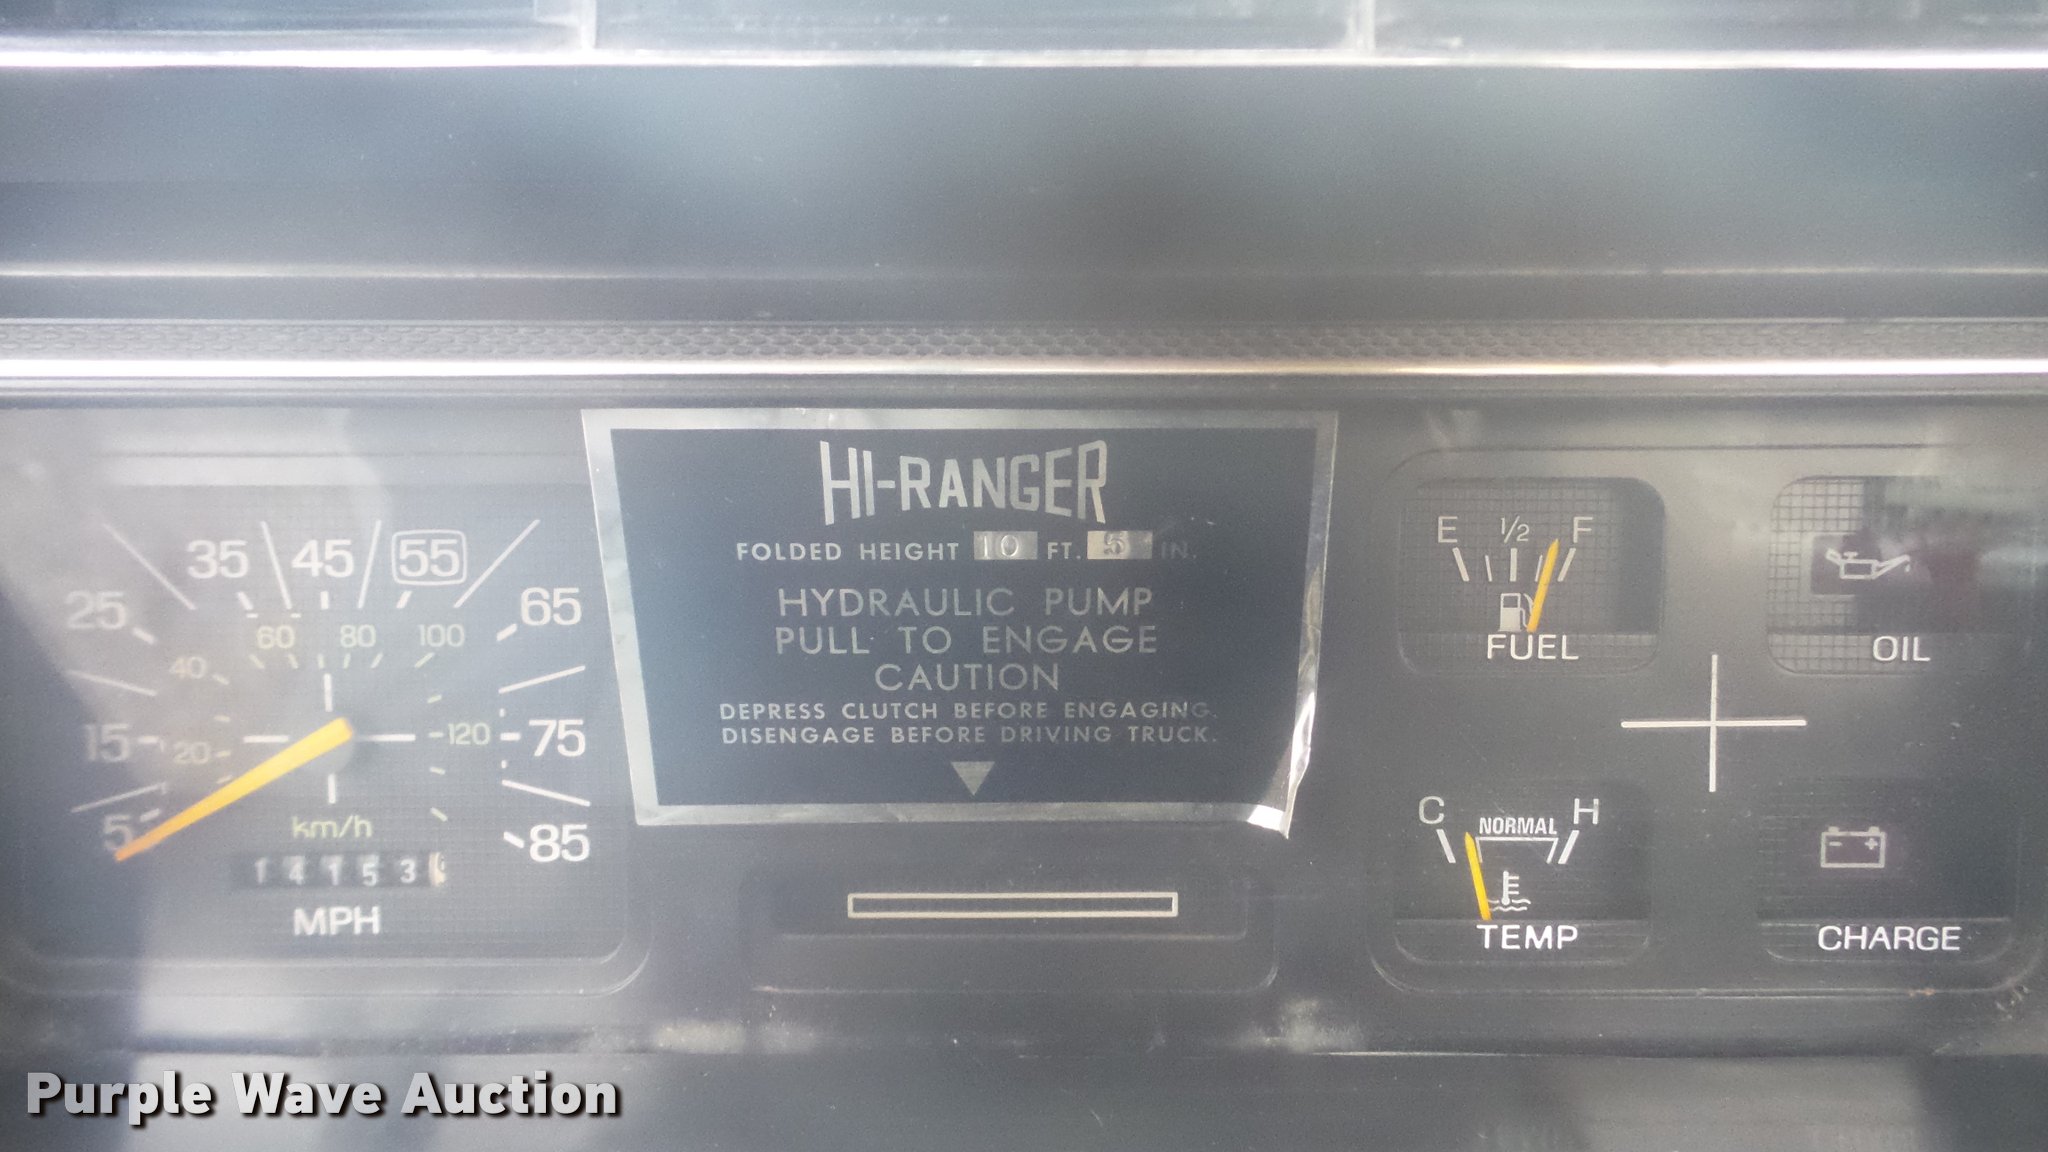 HI-RANGER
FOLDED HEIGHT 10 FT. 5 IN.
HYDRAULIC PUMP
PULL TO ENGAGE
CAUTION
DEPRESS CLUTCH BEFORE ENGAGING.
DISENGAGE BEFORE DRIVING TRUCK.
5 15 25 35 45 55 65 75 85
20 40 60 80 100 120
km/h
14153
MPH
E 1/2 F
FUEL
OIL
C NORMAL H
TEMP
CHARGE
Purple Wave Auction